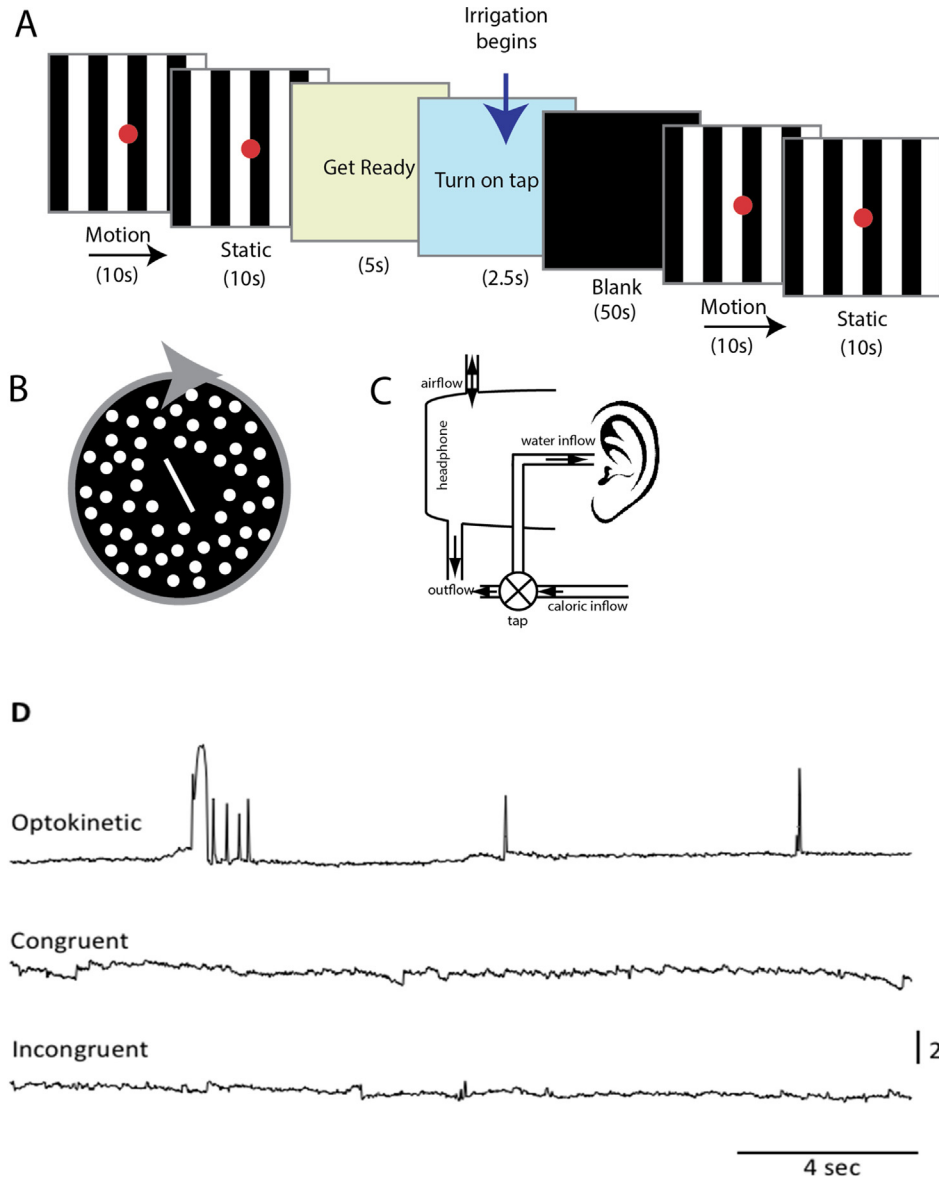 A
Irrigation
begins
Get Ready
Turn on tap
Motion
(10s)
Static
(10s)
(5s)
(2.5s)
Blank
(50s)
Motion
(10s)
Static
(10s)
B
C
airflow
headphone
water inflow
outflow
caloric inflow
tap
D
Optokinetic
Congruent
Incongruent
2
4 sec